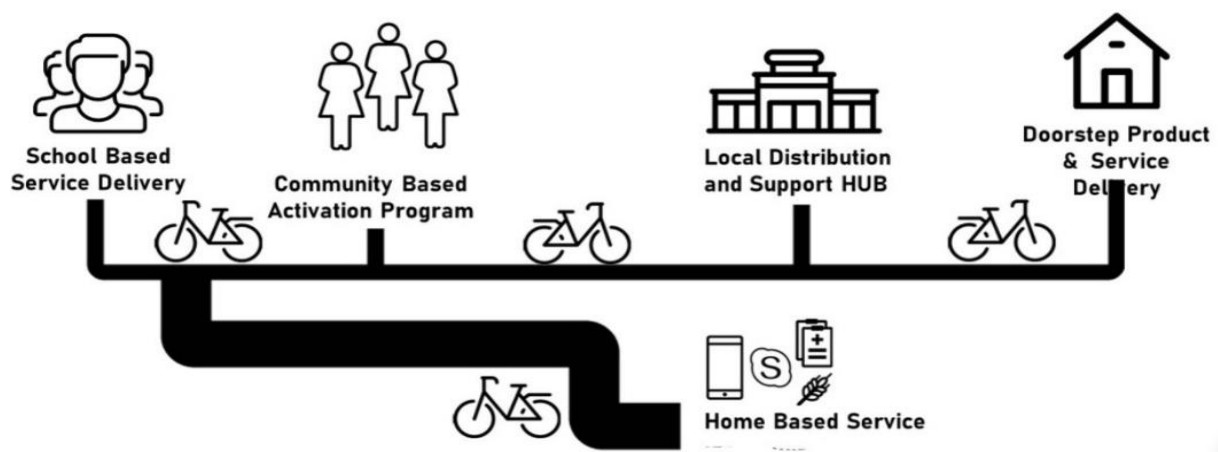 School Based
Service Delivery
Community Based
Activation Program
Local Distribution
and Support HUB
Doorstep Product
& Service
Delivery
S
Home Based Service